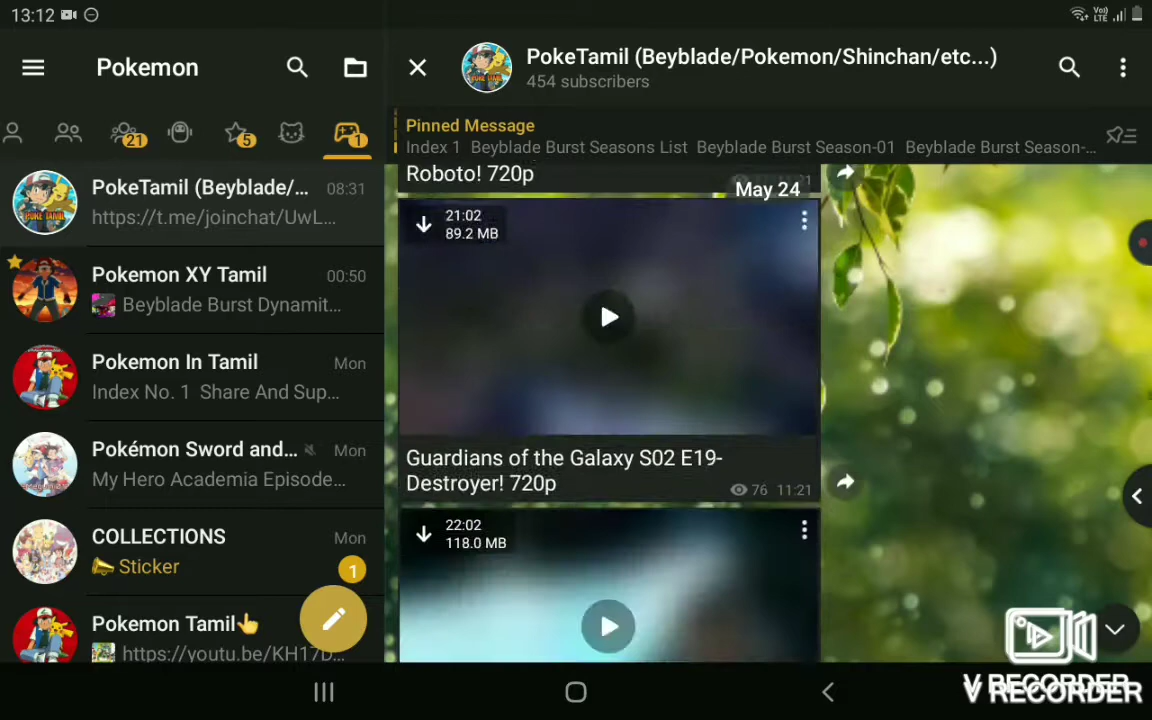 13:12
Vo)
LTE
Pokemon
21
5
1
PokeTamil (Beyblade/...
08:31
https://t.me/joinchat/UwL...
Pokemon XY Tamil
00:50
Beyblade Burst Dynamit...
Pokemon In Tamil
Mon
Index No. 1 Share And Sup...
Pokémon Sword and...
Mon
My Hero Academia Episode...
COLLECTIONS
Mon
Sticker
1
Pokemon Tamil👆
https://youtu.be/KH17D...
PokeTamil (Beyblade/Pokemon/Shinchan/etc...)
454 subscribers
Pinned Message
Index 1 Beyblade Burst Seasons List Beyblade Burst Season-01 Beyblade Burst Season-...
Roboto! 720p
May 24
21:02
89.2 MB
Guardians of the Galaxy S02 E19-
Destroyer! 720p
76 11:21
22:02
118.0 MB
V RECORDER